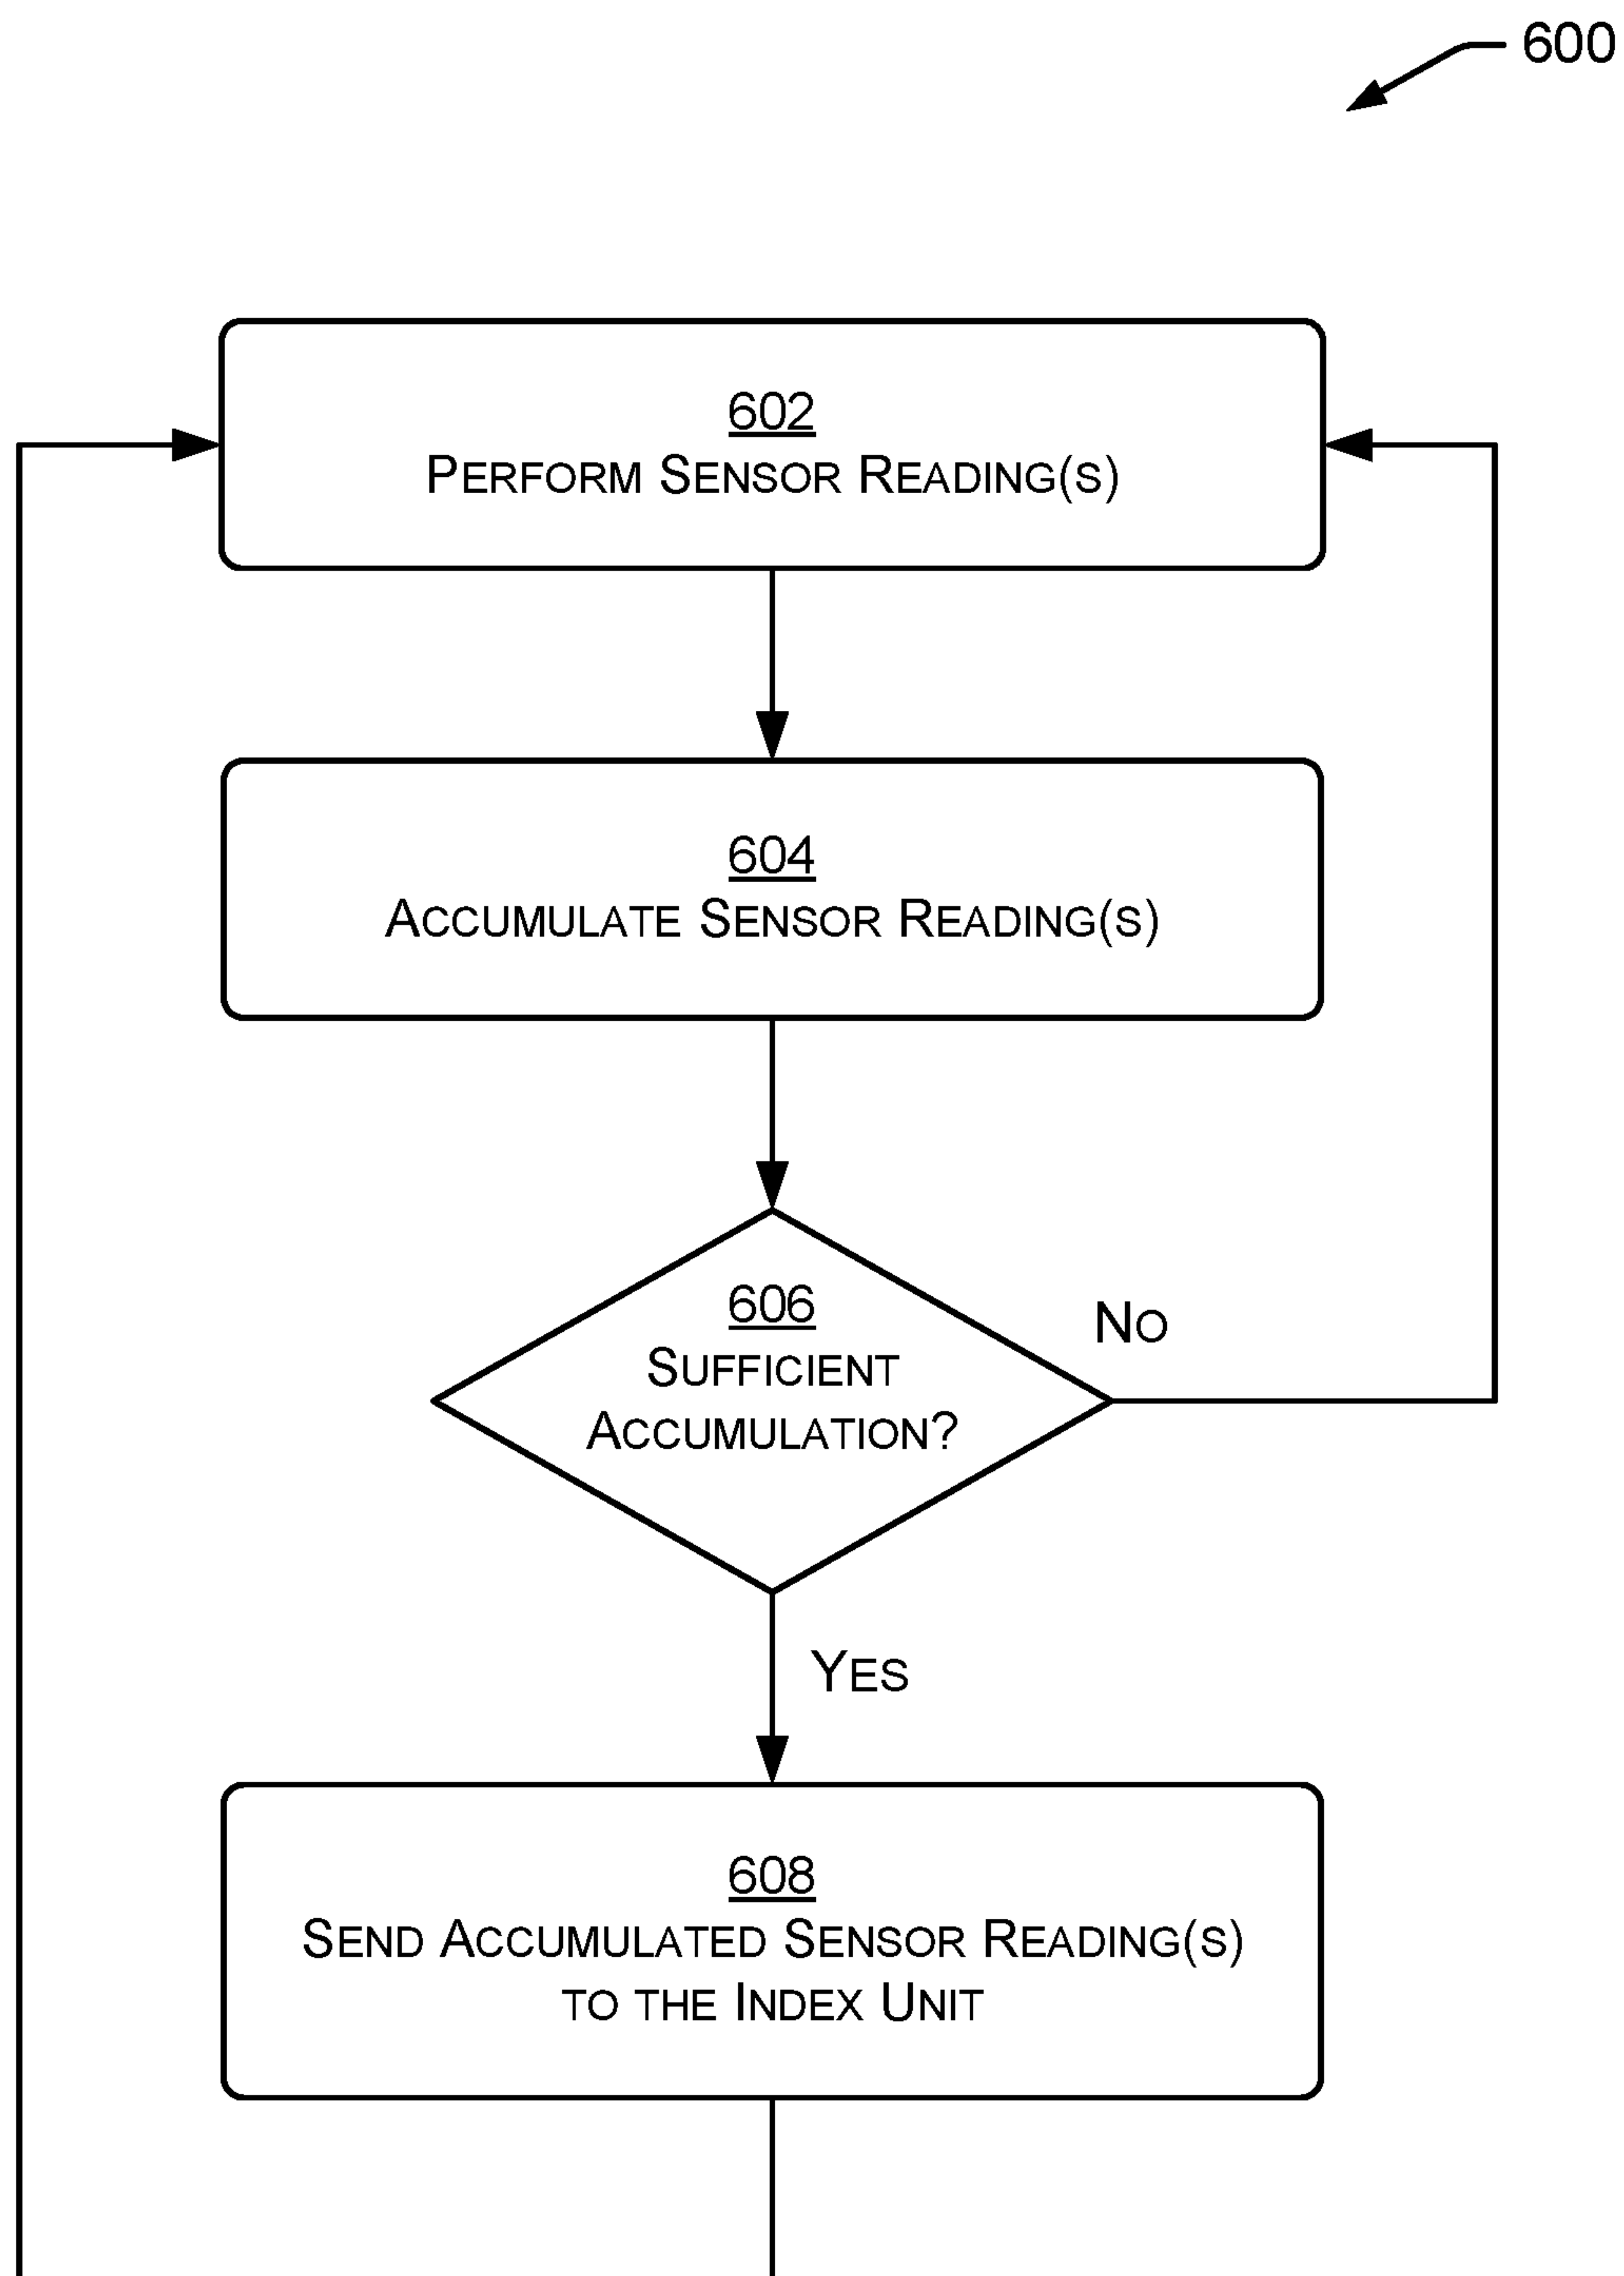 600
602
PERFORM SENSOR READING(S)
604
ACCUMULATE SENSOR READING(S)
606
SUFFICIENT
ACCUMULATION?
NO
YES
608
SEND ACCUMULATED SENSOR READING(S)
TO THE INDEX UNIT